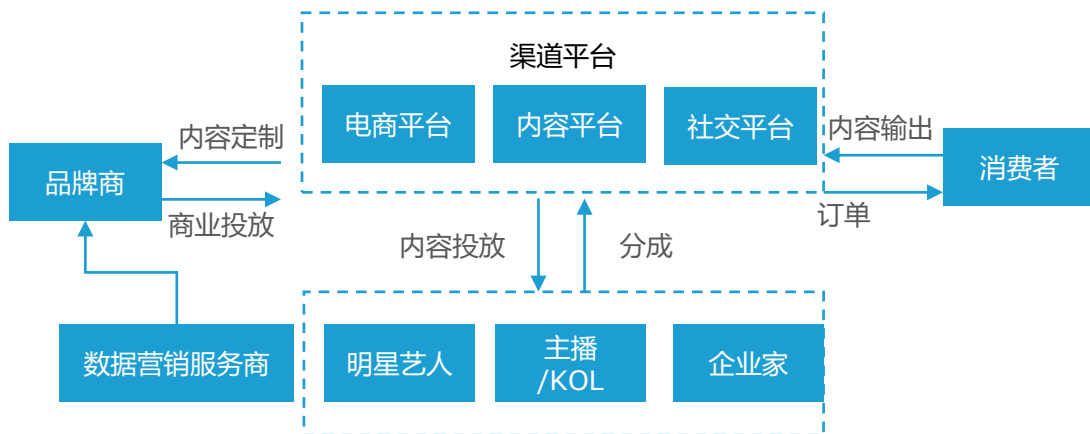 渠道平台
电商平台
内容平台
社交平台
内容定制
品牌商
商业投放
内容输出
消费者
订单
内容投放
分成
数据营销服务商
明星艺人
主播
/KOL
企业家